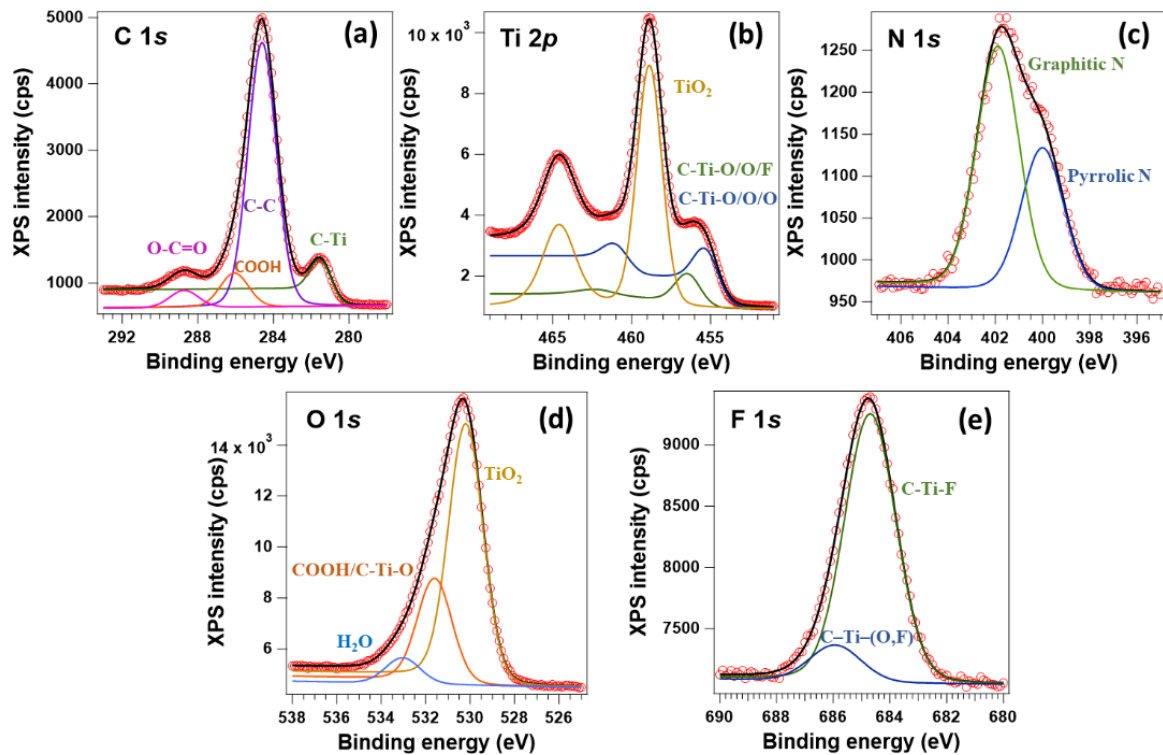 C 1s
(a)
XPS intensity (cps)
5000
4000
3000
2000
1000
O-C=O
COOH
C-C
C-Ti
292
288
284
280
Binding energy (eV)
Ti 2p
(b)
XPS intensity (cps)
10 x 10³
8
6
4
2
TiO₂
C-Ti-O/O/F
C-Ti-O/O/O
465
460
455
Binding energy (eV)
N 1s
(c)
XPS intensity (cps)
1250
1200
1150
1100
1050
1000
950
Graphitic N
Pyrrolic N
406
404
402
400
398
396
Binding energy (eV)
O 1s
(d)
XPS intensity (cps)
14 x 10³
12
10
8
6
TiO₂
COOH/C-Ti-O
H₂O
538
536
534
532
530
528
526
Binding energy (eV)
F 1s
(e)
XPS intensity (cps)
9000
8500
8000
7500
C-Ti-F
C–Ti–(O,F)
690
688
686
684
682
680
Binding energy (eV)